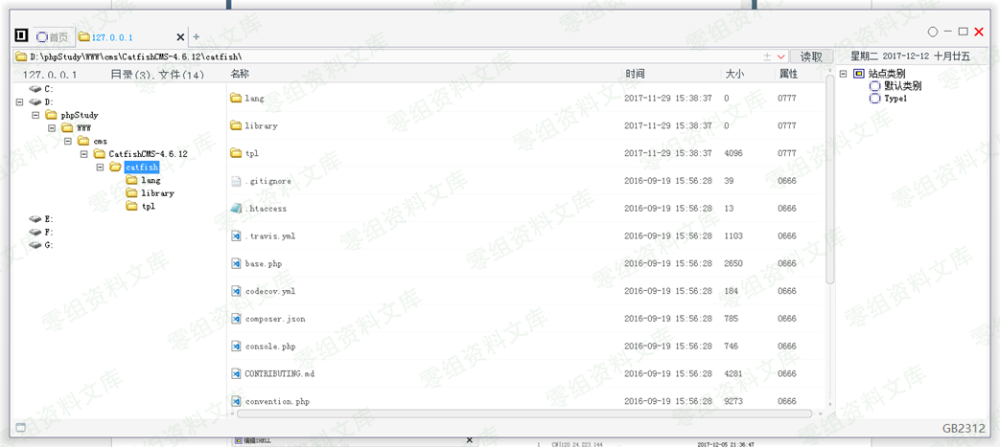 首页
127.0.0.1
D:\phpStudy\WWW\cms\CatfishCMS-4.6.12\catfish\
读取
星期二 2017-12-12 十月廿五
127.0.0.1 目录(3),文件(14) 名称 时间 大小 属性
站点类别
默认类别
Type1
C:
D:
phpStudy
WWW
cms
CatfishCMS-4.6.12
catfish
lang
library
tpl
E:
F:
G:
lang 2017-11-29 15:38:37 0 0777
library 2017-11-29 15:38:37 0 0777
tpl 2017-11-29 15:38:37 4096 0777
.gitignore 2016-09-19 15:56:28 39 0666
.htaccess 2016-09-19 15:56:28 13 0666
.travis.yml 2016-09-19 15:56:28 1103 0666
base.php 2016-09-19 15:56:28 2650 0666
codecov.yml 2016-09-19 15:56:28 184 0666
composer.json 2016-09-19 15:56:28 785 0666
console.php 2016-09-19 15:56:28 746 0666
CONTRIBUTING.md 2016-09-19 15:56:28 4281 0666
convention.php 2016-09-19 15:56:28 9273 0666
GB2312
编辑SHELL
2017-12-05 21:36:47
零组资料文库